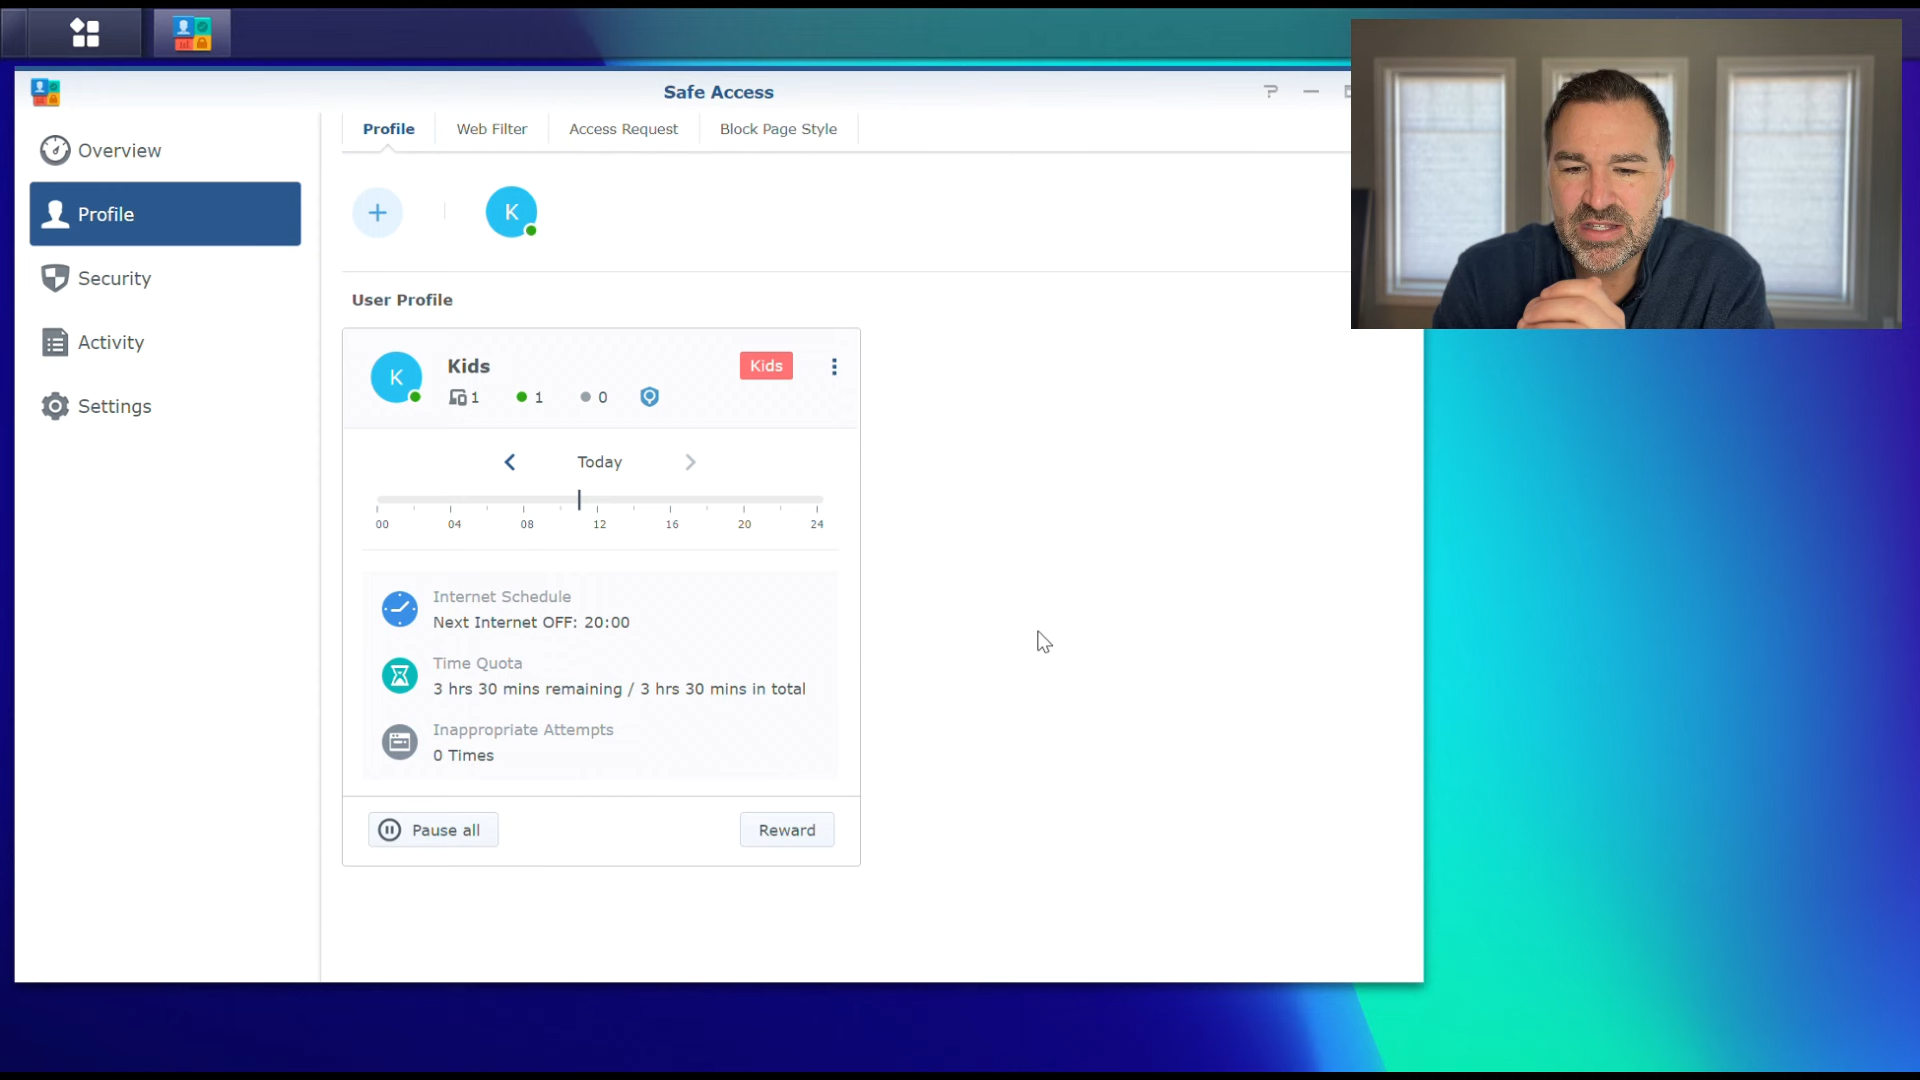 Safe Access
Overview
Profile
Security
Activity
Settings
Profile
Web Filter
Access Request
Block Page Style
K
User Profile
K
Kids
Kids
1
1
0
Today
00 04 08 12 16 20 24
Internet Schedule
Next Internet OFF: 20:00
Time Quota
3 hrs 30 mins remaining / 3 hrs 30 mins in total
Inappropriate Attempts
0 Times
Pause all
Reward